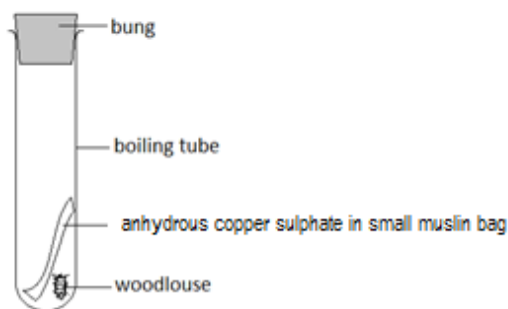 bung
boiling tube
anhydrous copper sulphate in small muslin bag
woodlouse